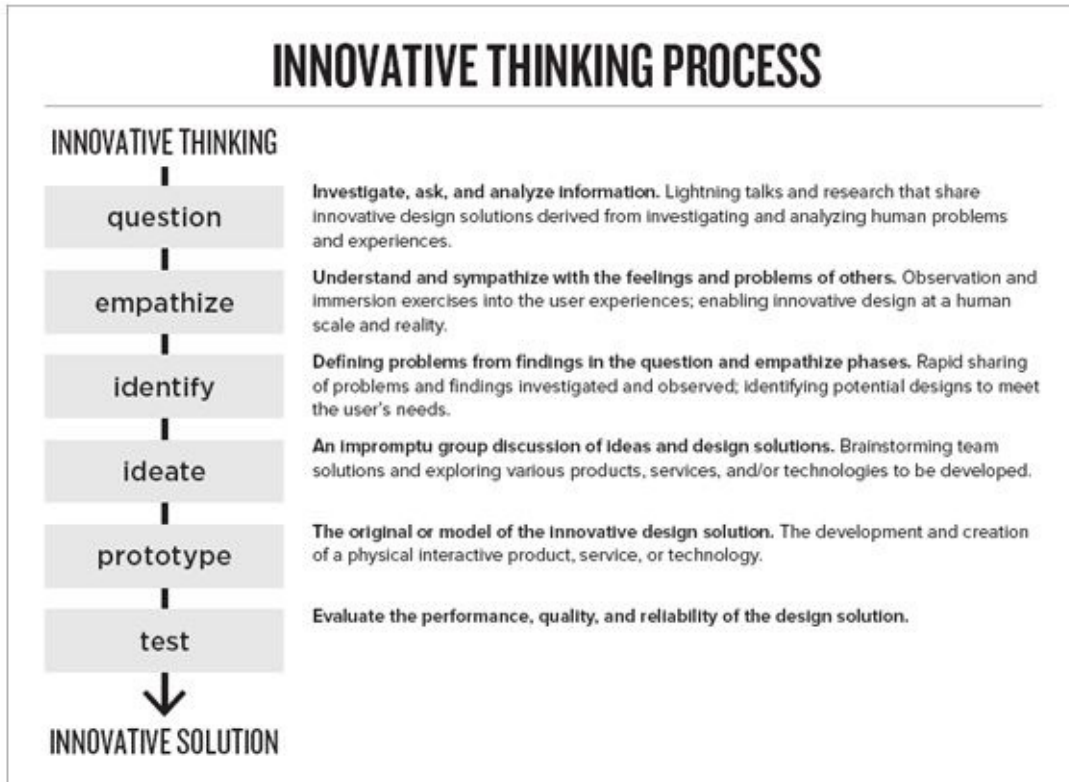 INNOVATIVE THINKING PROCESS
INNOVATIVE THINKING
question
Investigate, ask, and analyze information. Lightning talks and research that share
innovative design solutions derived from investigating and analyzing human problems
and experiences.
empathize
Understand and sympathize with the feelings and problems of others. Observation and
immersion exercises into the user experiences; enabling innovative design at a human
scale and reality.
identify
Defining problems from findings in the question and empathize phases. Rapid sharing
of problems and findings investigated and observed; identifying potential designs to meet
the user's needs.
ideate
An impromptu group discussion of ideas and design solutions. Brainstorming team
solutions and exploring various products, services, and/or technologies to be developed.
prototype
The original or model of the innovative design solution. The development and creation
of a physical interactive product, service, or technology.
test
Evaluate the performance, quality, and reliability of the design solution.
INNOVATIVE SOLUTION